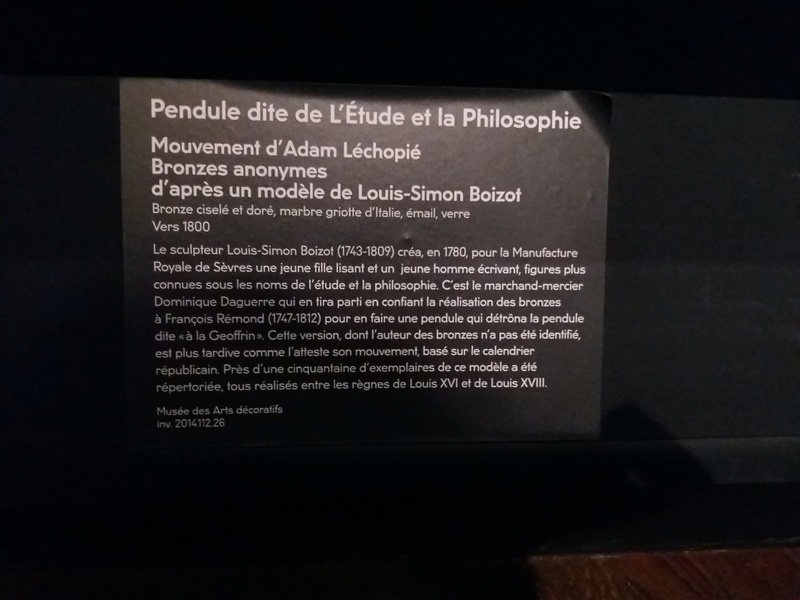 Pendule dite de L'Étude et la Philosophie
Mouvement d'Adam Léchopié
Bronzes anonymes
d'après un modèle de Louis-Simon Boizot
Bronze ciselé et doré, marbre griotte d'Italie, émail, verre
Vers 1800
Le sculpteur Louis-Simon Boizot (1743-1809) créa, en 1780, pour la Manufacture
Royale de Sèvres une jeune fille lisant et un jeune homme écrivant, figures plus
connues sous les noms de l'étude et la philosophie. C'est le marchand-mercier
Dominique Daguerre qui en tira parti en confiant la réalisation des bronzes
à François Rémond (1747-1812) pour en faire une pendule qui détrôna la pendule
dite « à la Geoffrin ». Cette version, dont l'auteur des bronzes n'a pas été identifié,
est plus tardive comme l'atteste son mouvement, basé sur le calendrier
républicain. Près d'une cinquantaine d'exemplaires de ce modèle a été
répertoriée, tous réalisés entre les règnes de Louis XVI et de Louis XVIII.
Musée des Arts décoratifs
inv. 2014.112.26